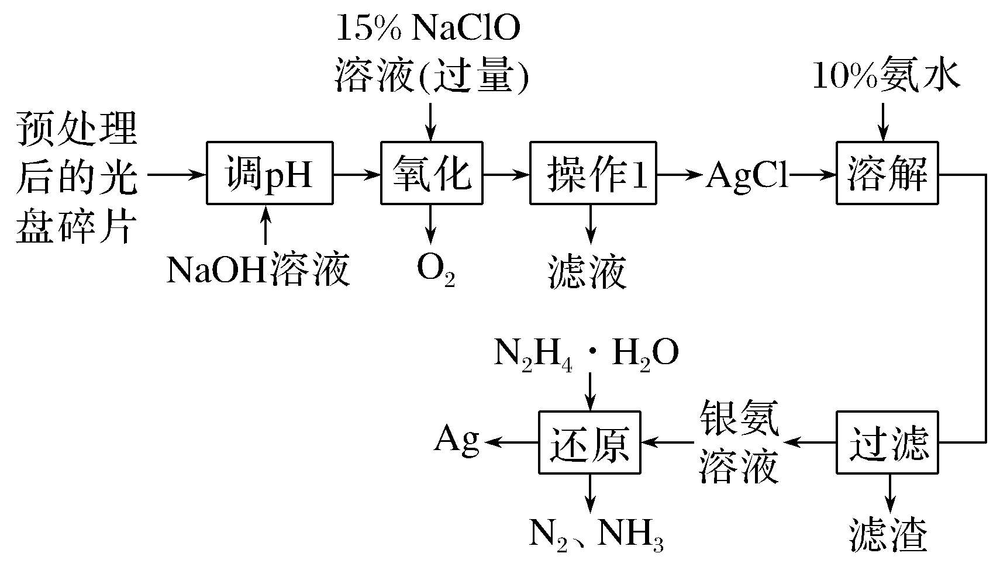 15% NaClO
溶液(过量)
10%氨水
预处理
后的光
盘碎片
调pH
氧化
操作1
AgCl
溶解
NaOH溶液
O₂
滤液
N₂H₄·H₂O
Ag
还原
银氨
溶液
过滤
N₂、NH₃
滤渣